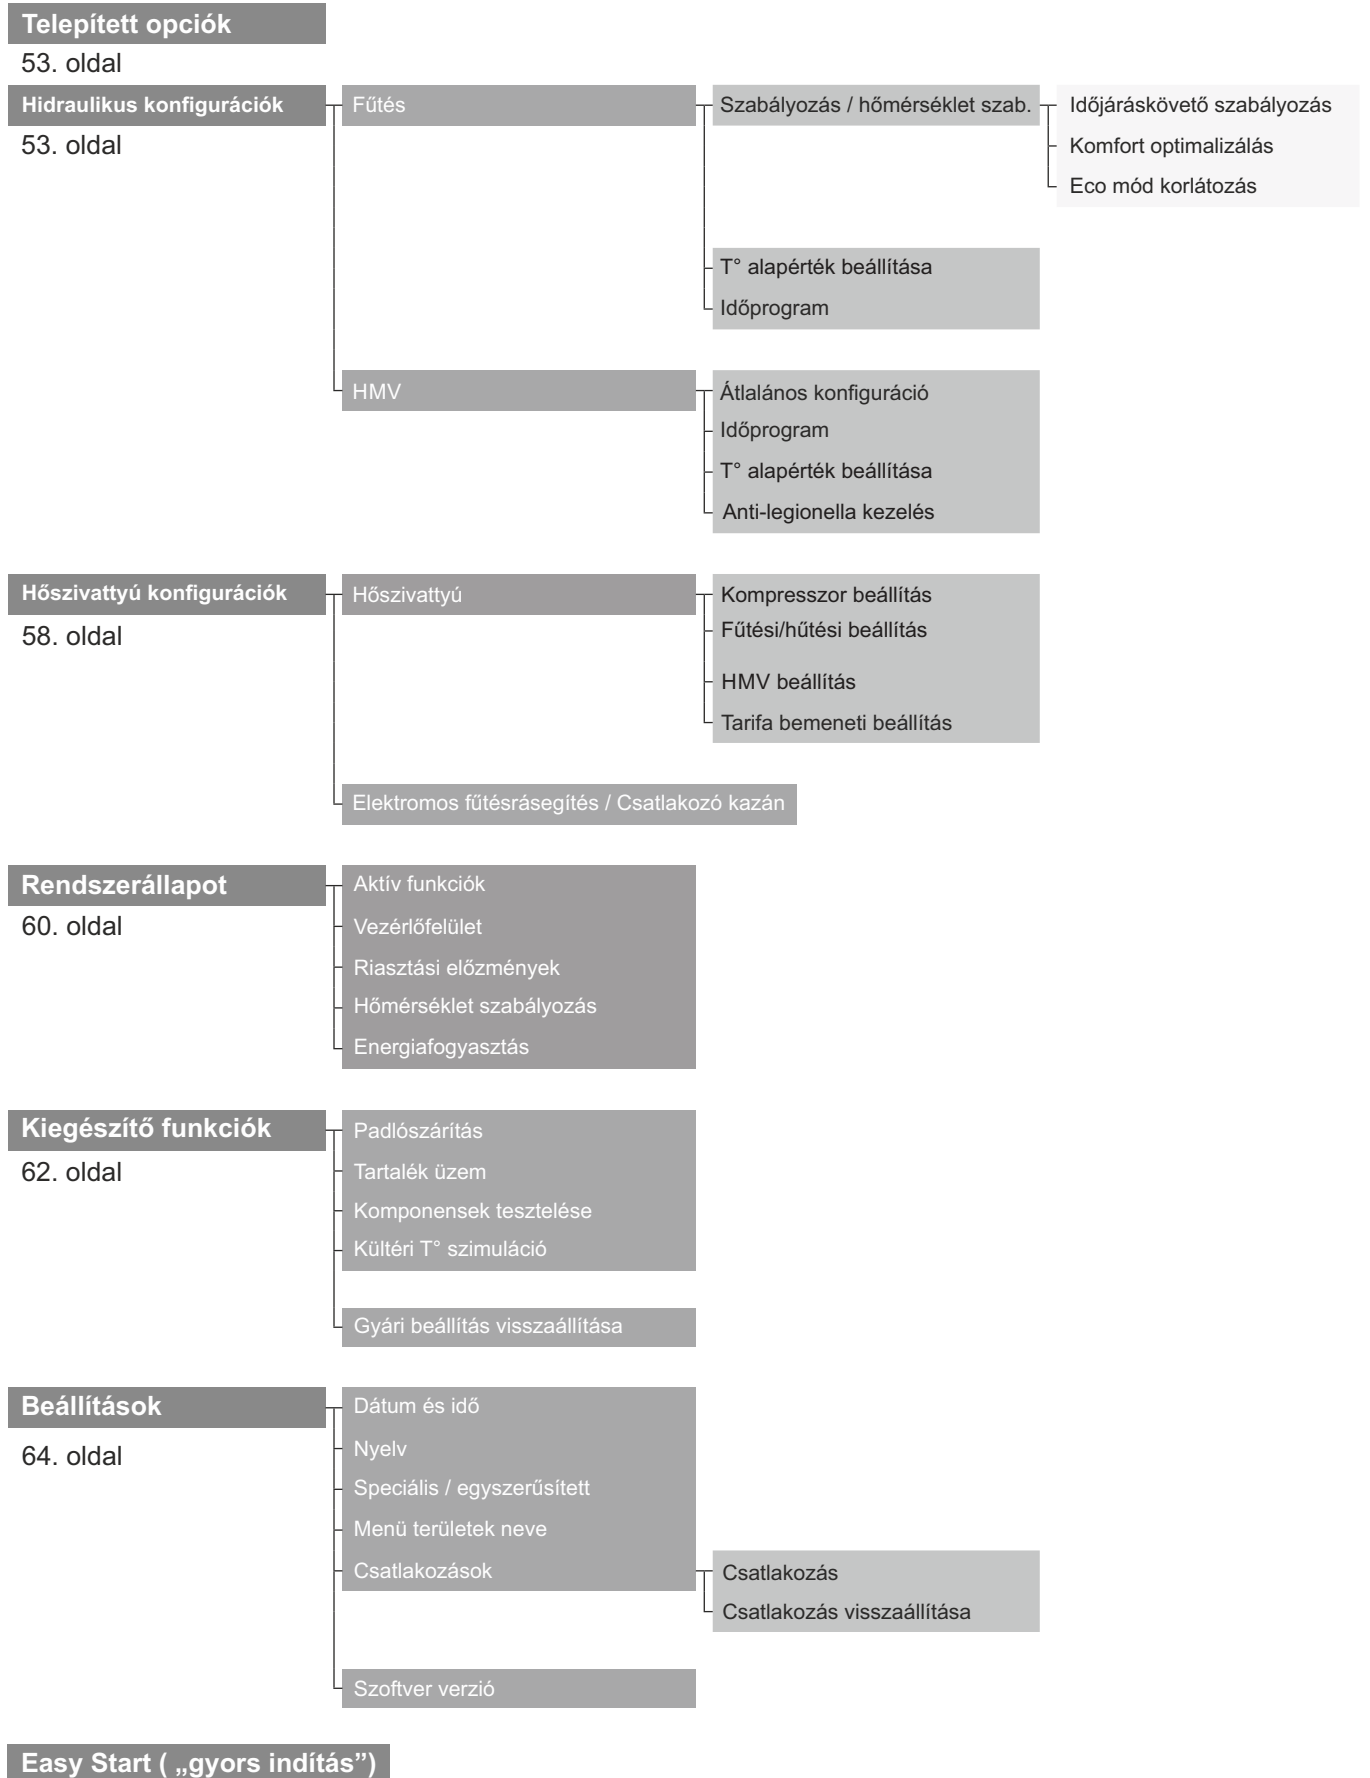 Telepített opciók
53. oldal
Hidraulikus konfigurációk
53. oldal
Fűtés
Szabályozás / hőmérséklet szab.
Időjáráskövető szabályozás
Komfort optimalizálás
Eco mód korlátozás
T° alapérték beállítása
Időprogram
HMV
Átlalános konfiguráció
Időprogram
T° alapérték beállítása
Anti-legionella kezelés
Hőszivattyú konfigurációk
58. oldal
Hőszivattyú
Kompresszor beállítás
Fűtési/hűtési beállítás
HMV beállítás
Tarifa bemeneti beállítás
Elektromos fűtésrásegítés / Csatlakozó kazán
Rendszerállapot
60. oldal
Aktív funkciók
Vezérlőfelület
Riasztási előzmények
Hőmérséklet szabályozás
Energiafogyasztás
Kiegészítő funkciók
62. oldal
Padlószárítás
Tartalék üzem
Komponensek tesztelése
Kültéri T° szimuláció
Gyári beállítás visszaállítása
Beállítások
64. oldal
Dátum és idő
Nyelv
Speciális / egyszerűsített
Menü területek neve
Csatlakozások
Csatlakozás
Csatlakozás visszaállítása
Szoftver verzió
Easy Start ( „gyors indítás”)